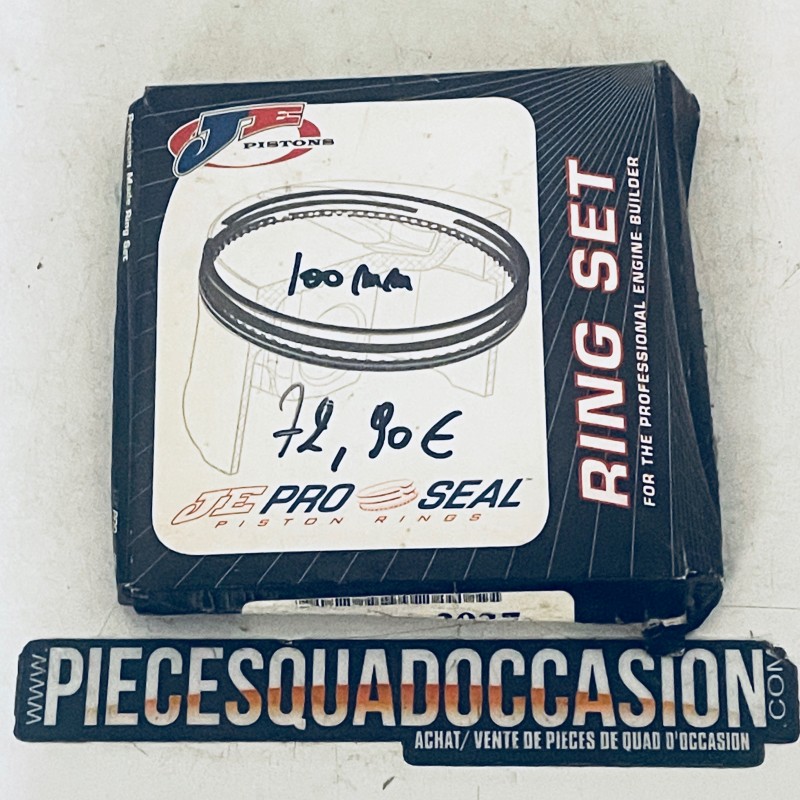 JE
PISTONS
Precision Made Ring Set
100 mm
72,90€
JE PRO SEAL™
PISTON RINGS
RING SET
FOR THE PROFESSIONAL ENGINE BUILDER
WWW.PIECESQUADOCCASION.COM
ACHAT/ VENTE DE PIECES DE QUAD D'OCCASION